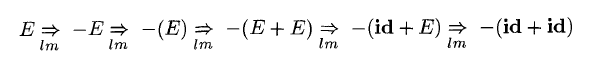 E ⇒lm -E ⇒lm -(E) ⇒lm -(E + E) ⇒lm -(id + E) ⇒lm -(id + id)